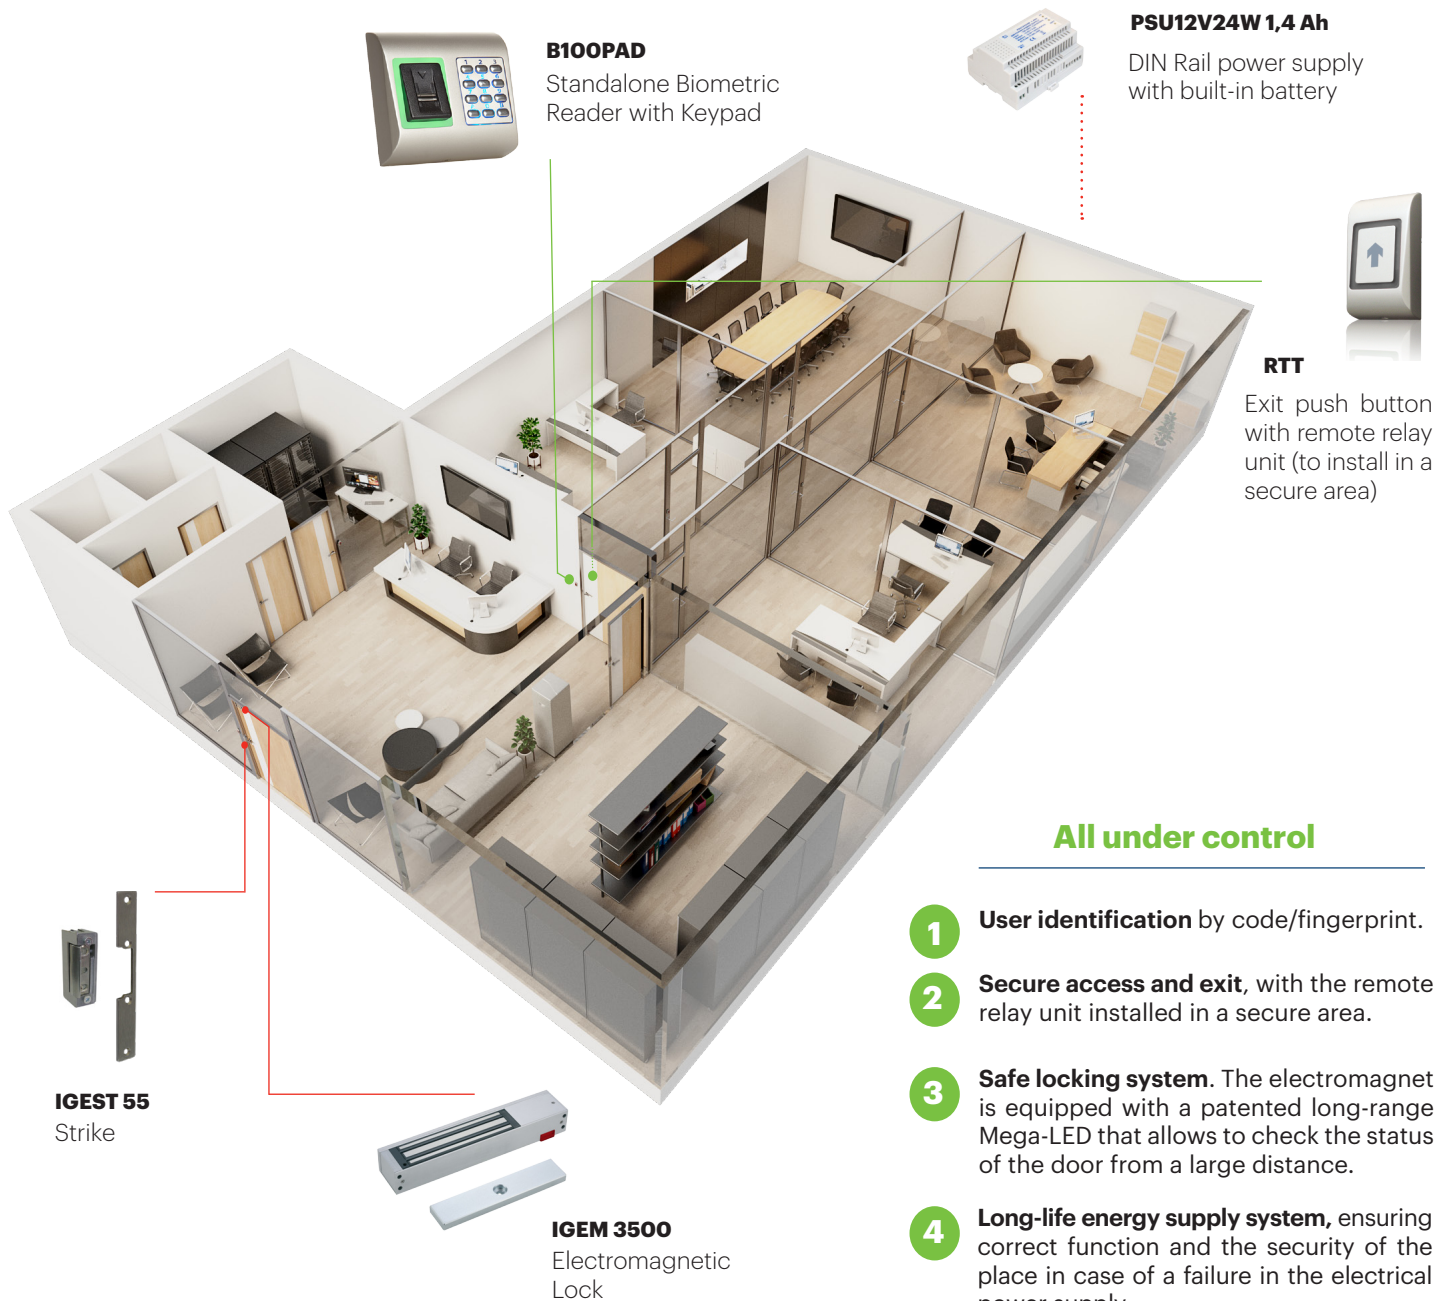 B100PAD
Standalone Biometric
Reader with Keypad
PSU12V24W 1,4 Ah
DIN Rail power supply
with built-in battery
RTT
Exit push button
with remote relay
unit (to install in a
secure area)
IGEST 55
Strike
IGEM 3500
Electromagnetic
Lock
All under control
1 User identification by code/fingerprint.
2 Secure access and exit, with the remote
relay unit installed in a secure area.
3 Safe locking system. The electromagnet
is equipped with a patented long-range
Mega-LED that allows to check the status
of the door from a large distance.
4 Long-life energy supply system, ensuring
correct function and the security of the
place in case of a failure in the electrical
power supply